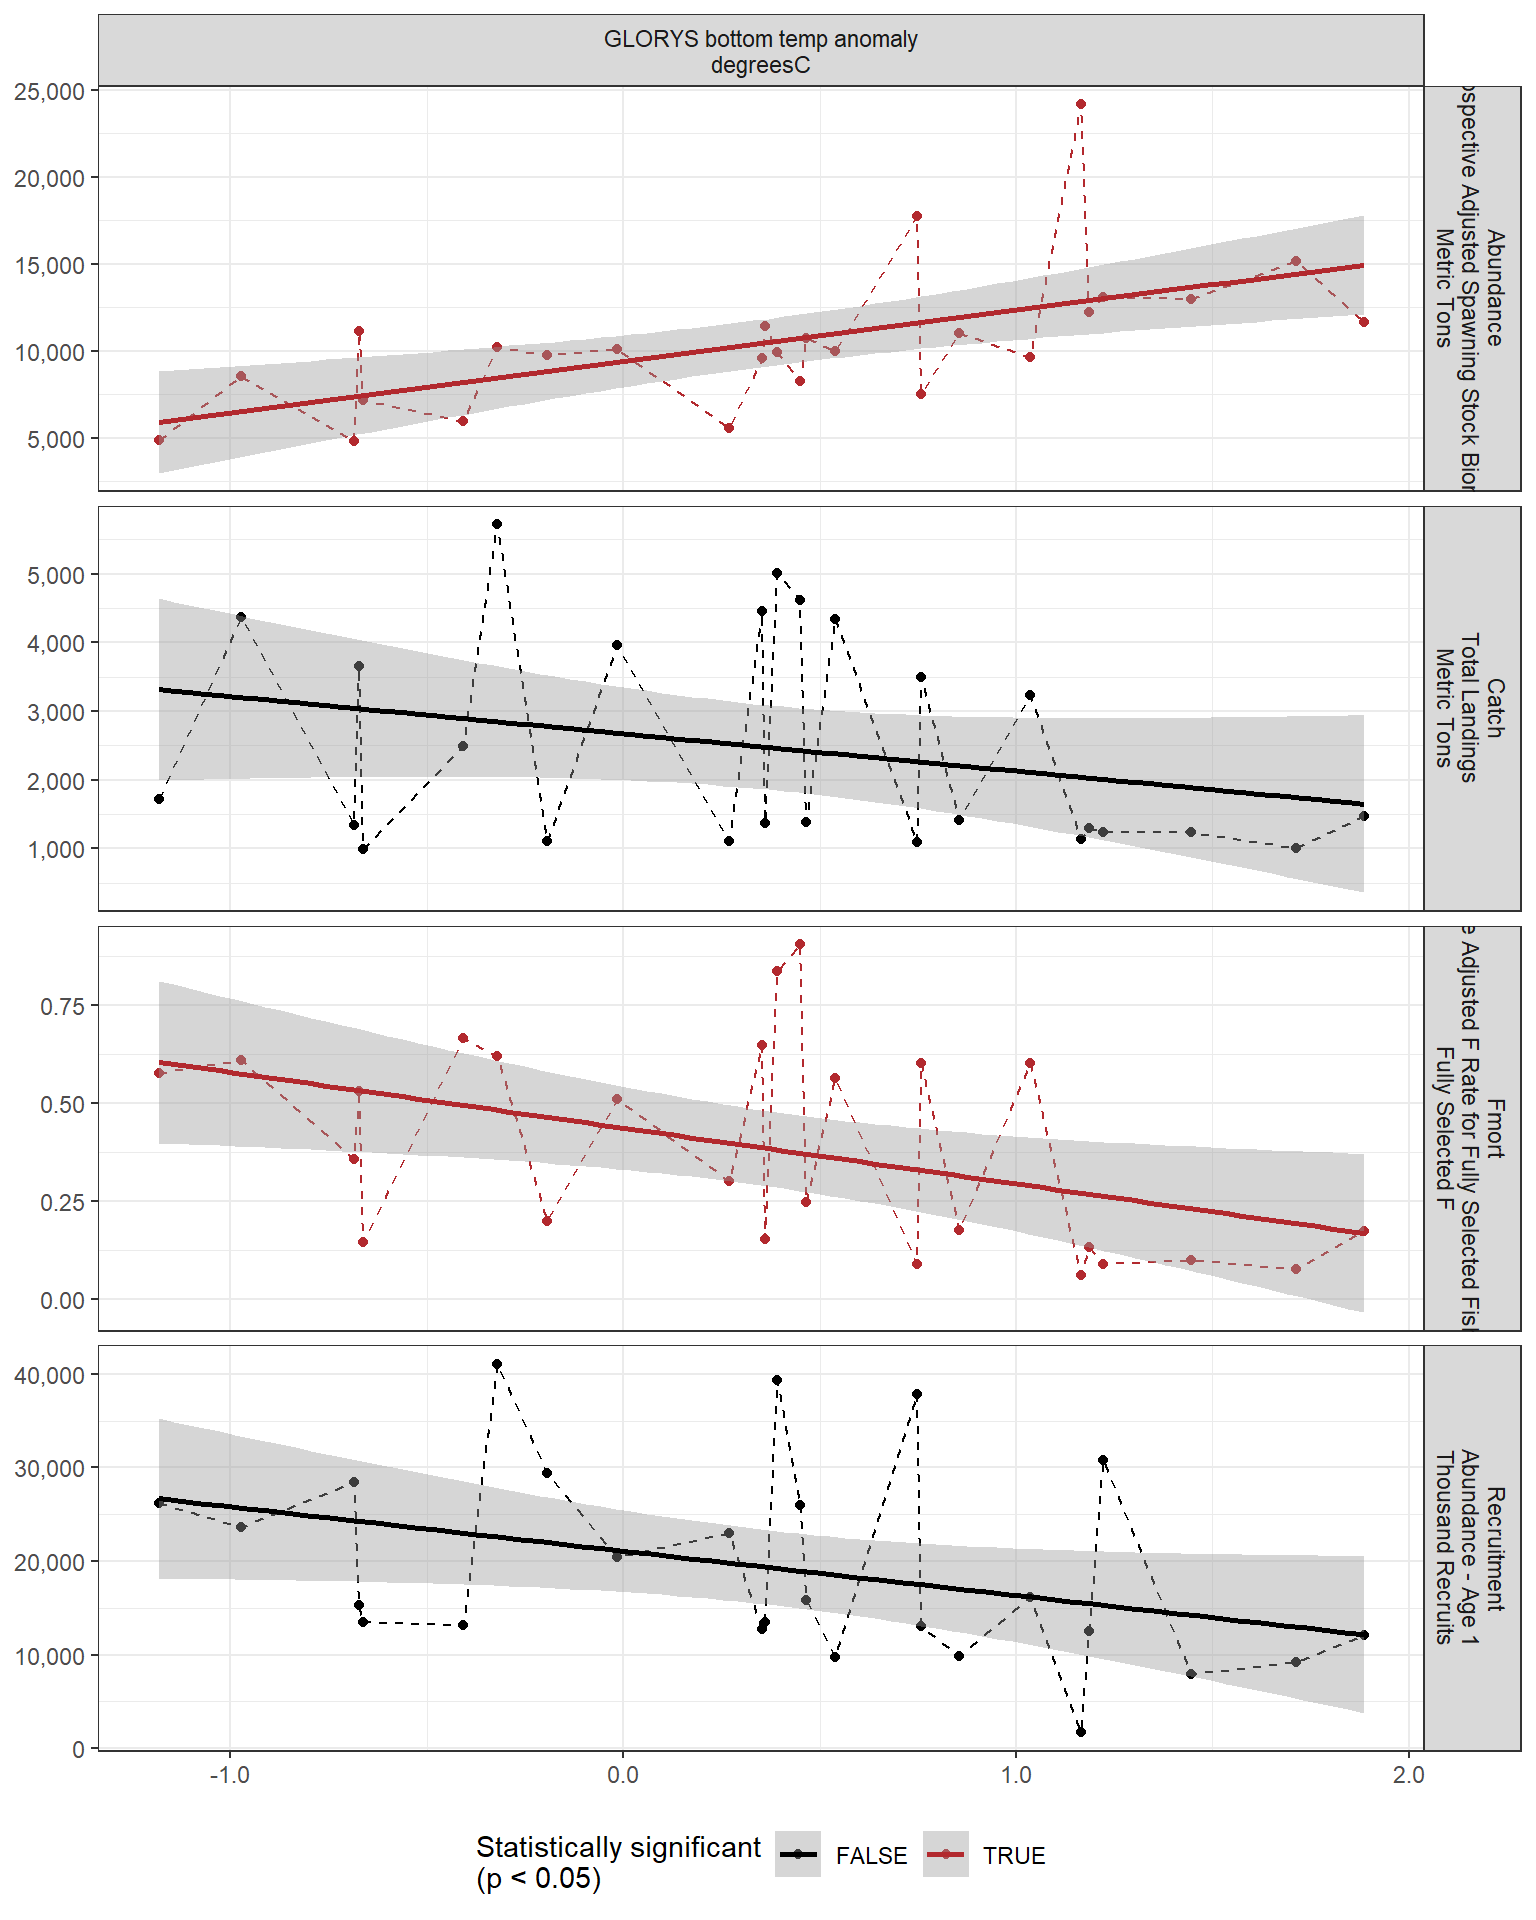 GLORYS bottom temp anomaly
degreesC
25,000
20,000
15,000
10,000
5,000
Abundance
Adjusted Spawning Stock
Metric Tons
5,000
4,000
3,000
2,000
1,000
Catch
Total Landings
Metric Tons
0.75
0.50
0.25
0.00
Fmort
Adjusted F Rate for Fully Selected
Fully Selected F
40,000
30,000
20,000
10,000
0
Recruitment
Abundance - Age 1
Thousand Recruits
-1.0
0.0
1.0
2.0
Statistically significant
(p < 0.05)
FALSE
TRUE